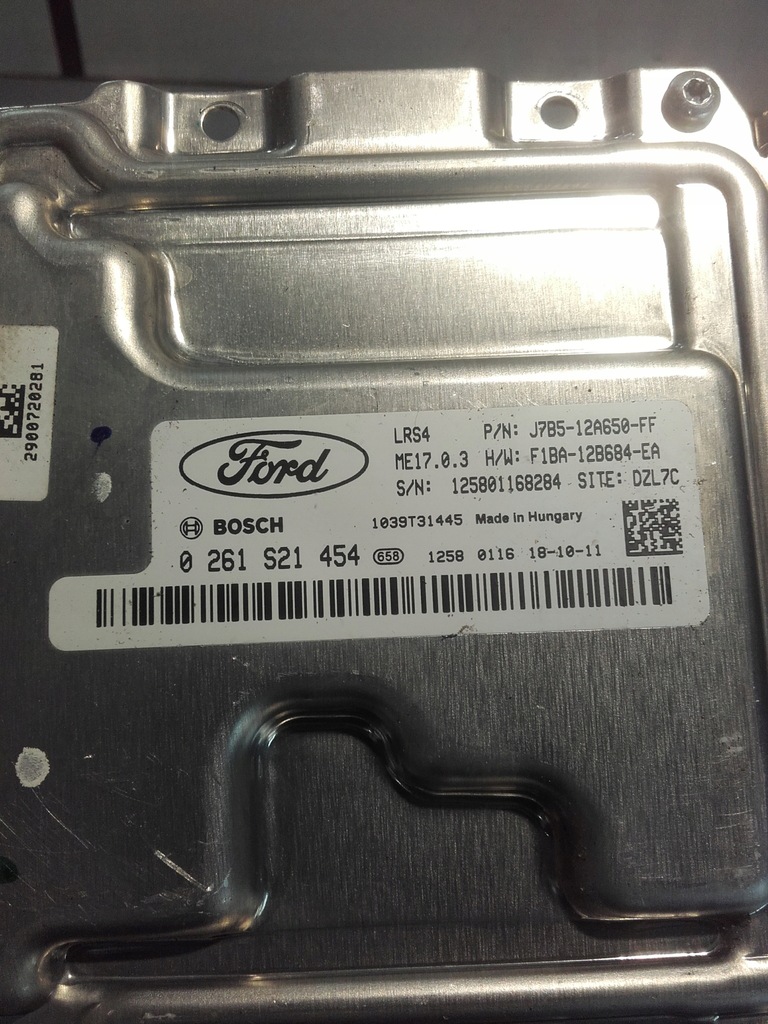 2900720281
Ford
LRS4 P/N: J7B5-12A650-FF
ME17.0.3 H/W: F1BA-12B684-EA
S/N: 125801168284 SITE: DZL7C
BOSCH 1039T31445 Made in Hungary
0 261 S21 454 658 1258 0116 18-10-11